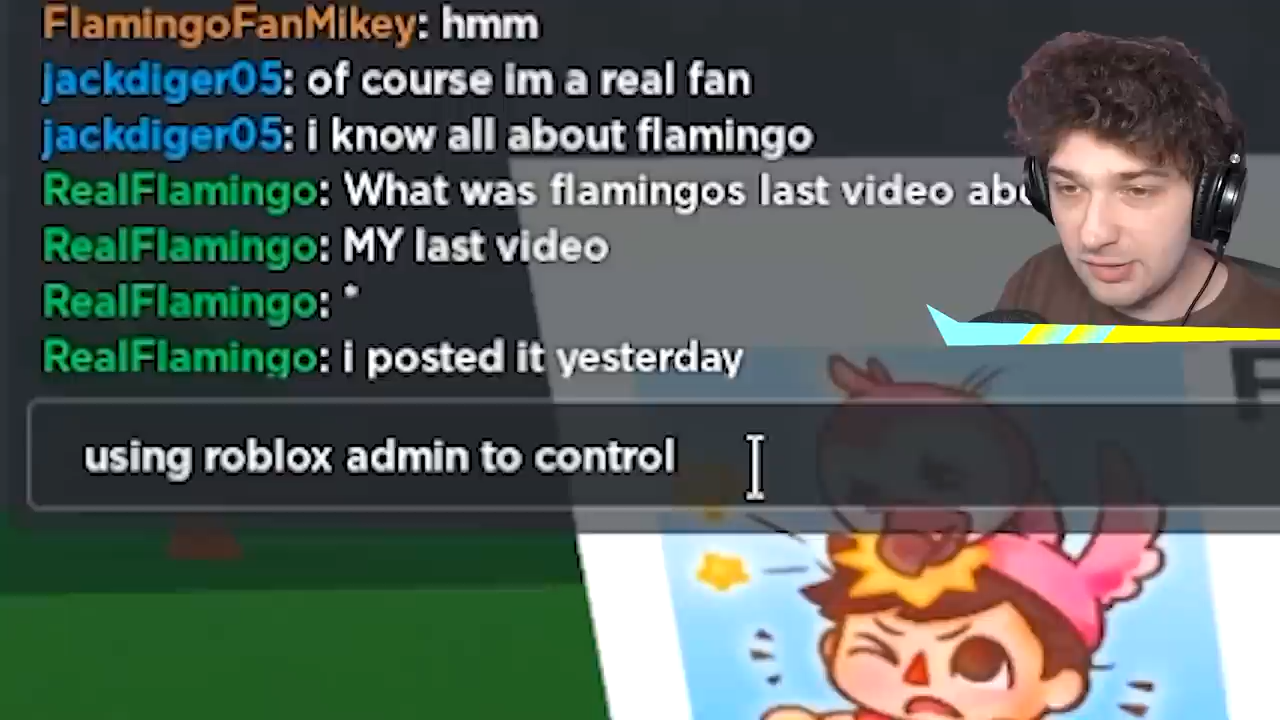 FlamingoFanMikey: hmm
jackdiger05: of course im a real fan
jackdiger05: i know all about flamingo
RealFlamingo: What was flamingos last video
RealFlamingo: MY last video
RealFlamingo: *
RealFlamingo: i posted it yesterday
using roblox admin to control